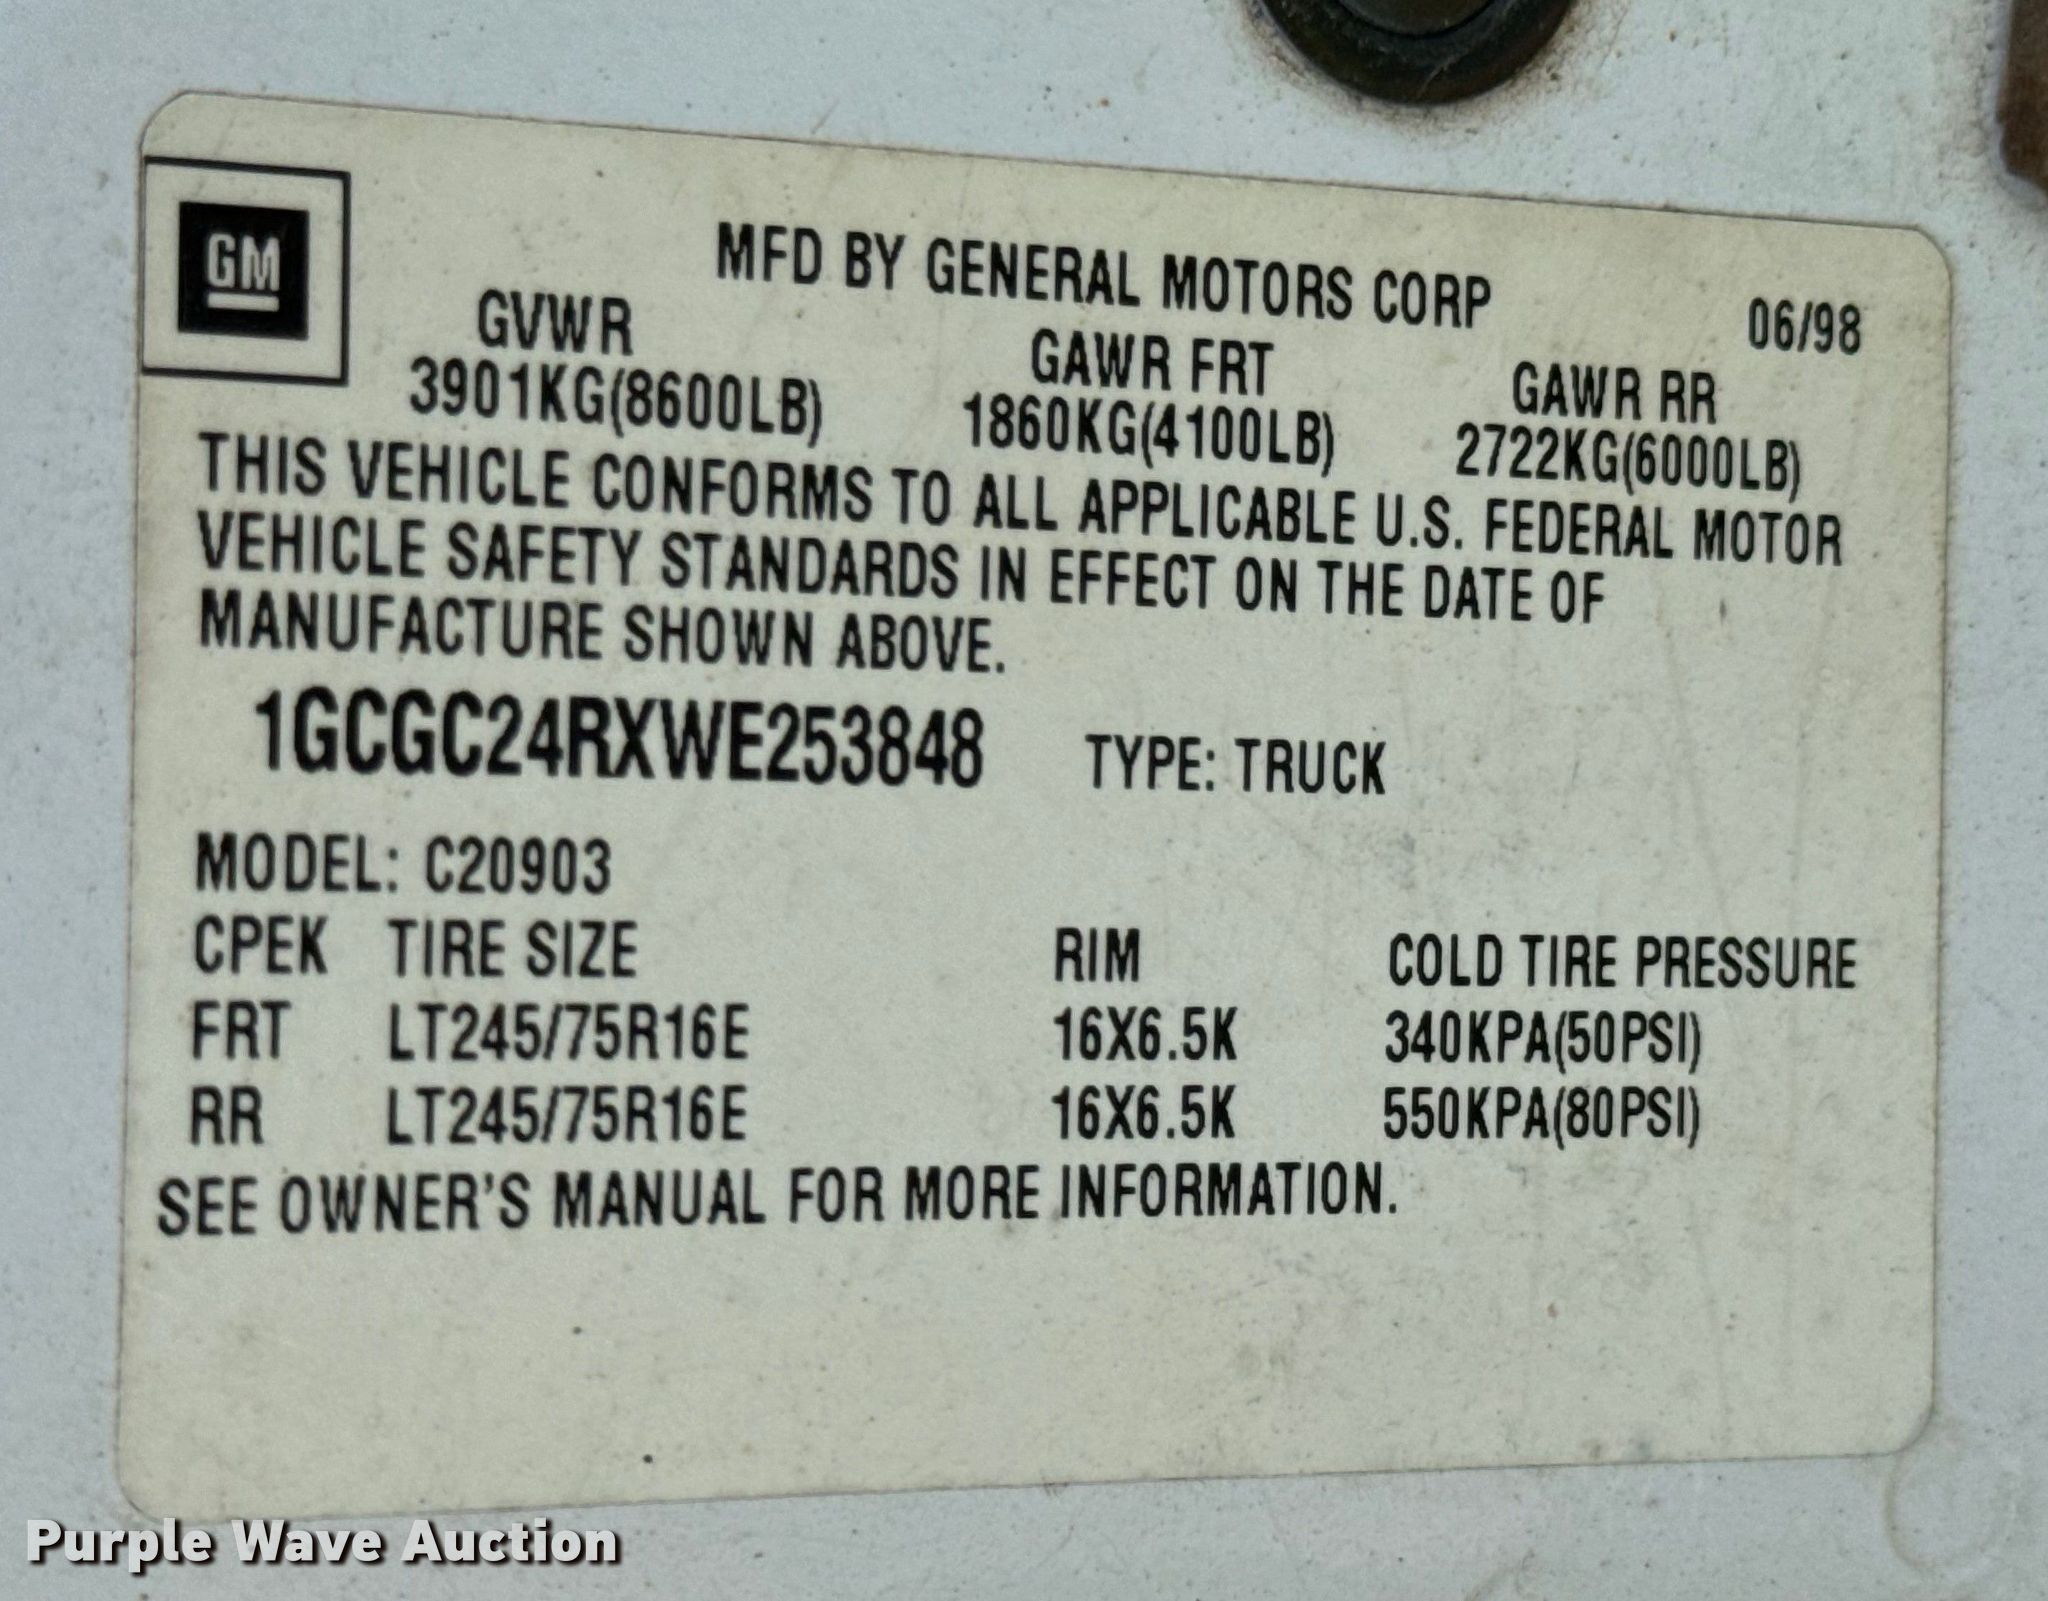 GM
MFD BY GENERAL MOTORS CORP
06/98
GVWR GAWR FRT GAWR RR
3901KG(8600LB) 1860KG(4100LB) 2722KG(6000LB)
THIS VEHICLE CONFORMS TO ALL APPLICABLE U.S. FEDERAL MOTOR
VEHICLE SAFETY STANDARDS IN EFFECT ON THE DATE OF
MANUFACTURE SHOWN ABOVE.
1GCGC24RXWE253848 TYPE: TRUCK
MODEL: C20903
CPEK TIRE SIZE RIM COLD TIRE PRESSURE
FRT LT245/75R16E 16X6.5K 340KPA(50PSI)
RR LT245/75R16E 16X6.5K 550KPA(80PSI)
SEE OWNER'S MANUAL FOR MORE INFORMATION.
Purple Wave Auction